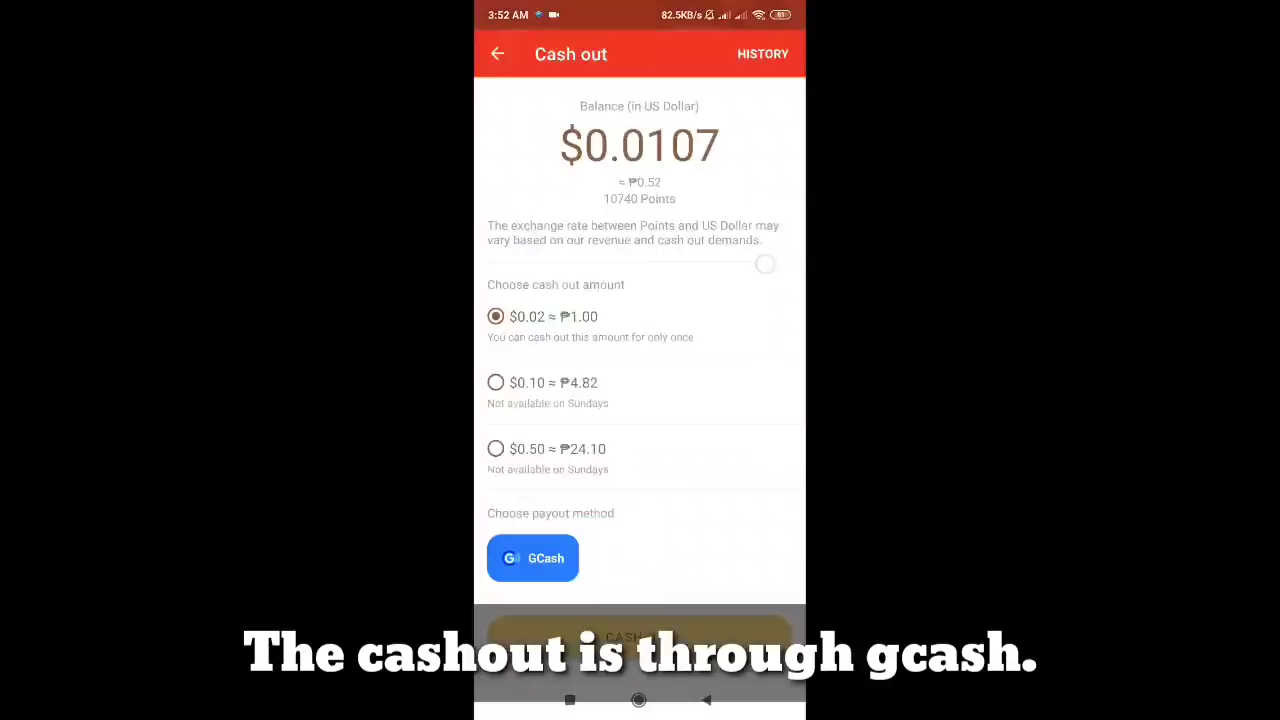 3:52 AM 82.5KB/s 81
Cash out HISTORY
Balance (in US Dollar)
$0.0107
≈ ₱0.52
10740 Points
The exchange rate between Points and US Dollar may
vary based on our revenue and cash out demands.
Choose cash out amount
$0.02 ≈ ₱1.00
You can cash out this amount for only once
$0.10 ≈ ₱4.82
Not available on Sundays
$0.50 ≈ ₱24.10
Not available on Sundays
Choose payout method
G GCash
The cashout is through gcash.